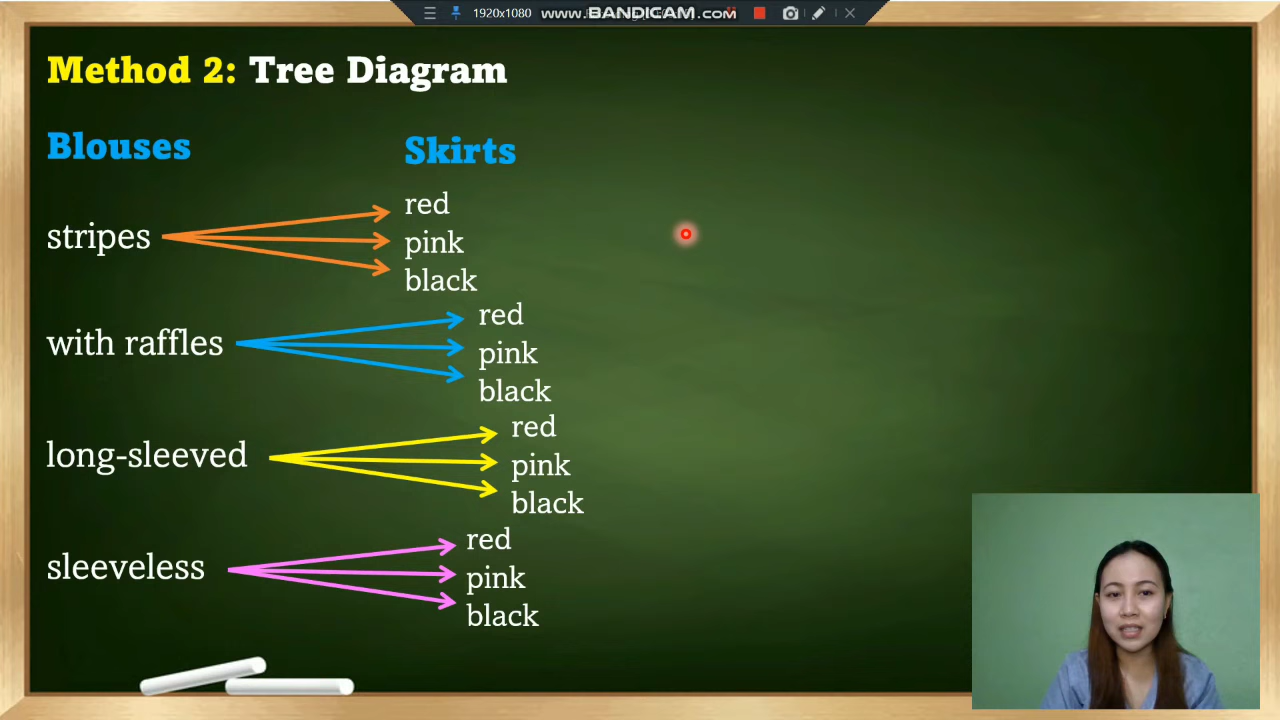 1920x1080 www.BANDICAM.com
Method 2: Tree Diagram
Blouses
Skirts
stripes
red
pink
black
with raffles
red
pink
black
long-sleeved
red
pink
black
sleeveless
red
pink
black